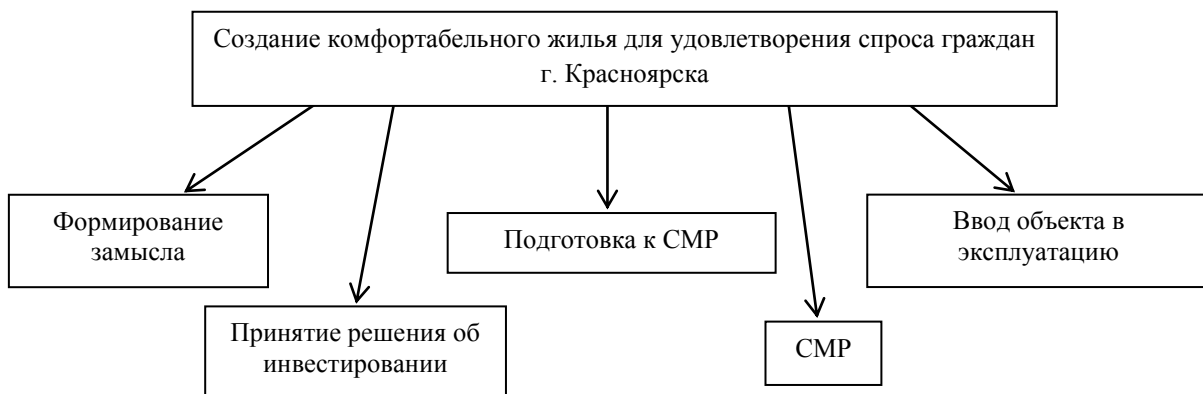 Создание комфортабельного жилья для удовлетворения спроса граждан
г. Красноярска
Формирование
замысла
Принятие решения об
инвестировании
Подготовка к СМР
СМР
Ввод объекта в
эксплуатацию